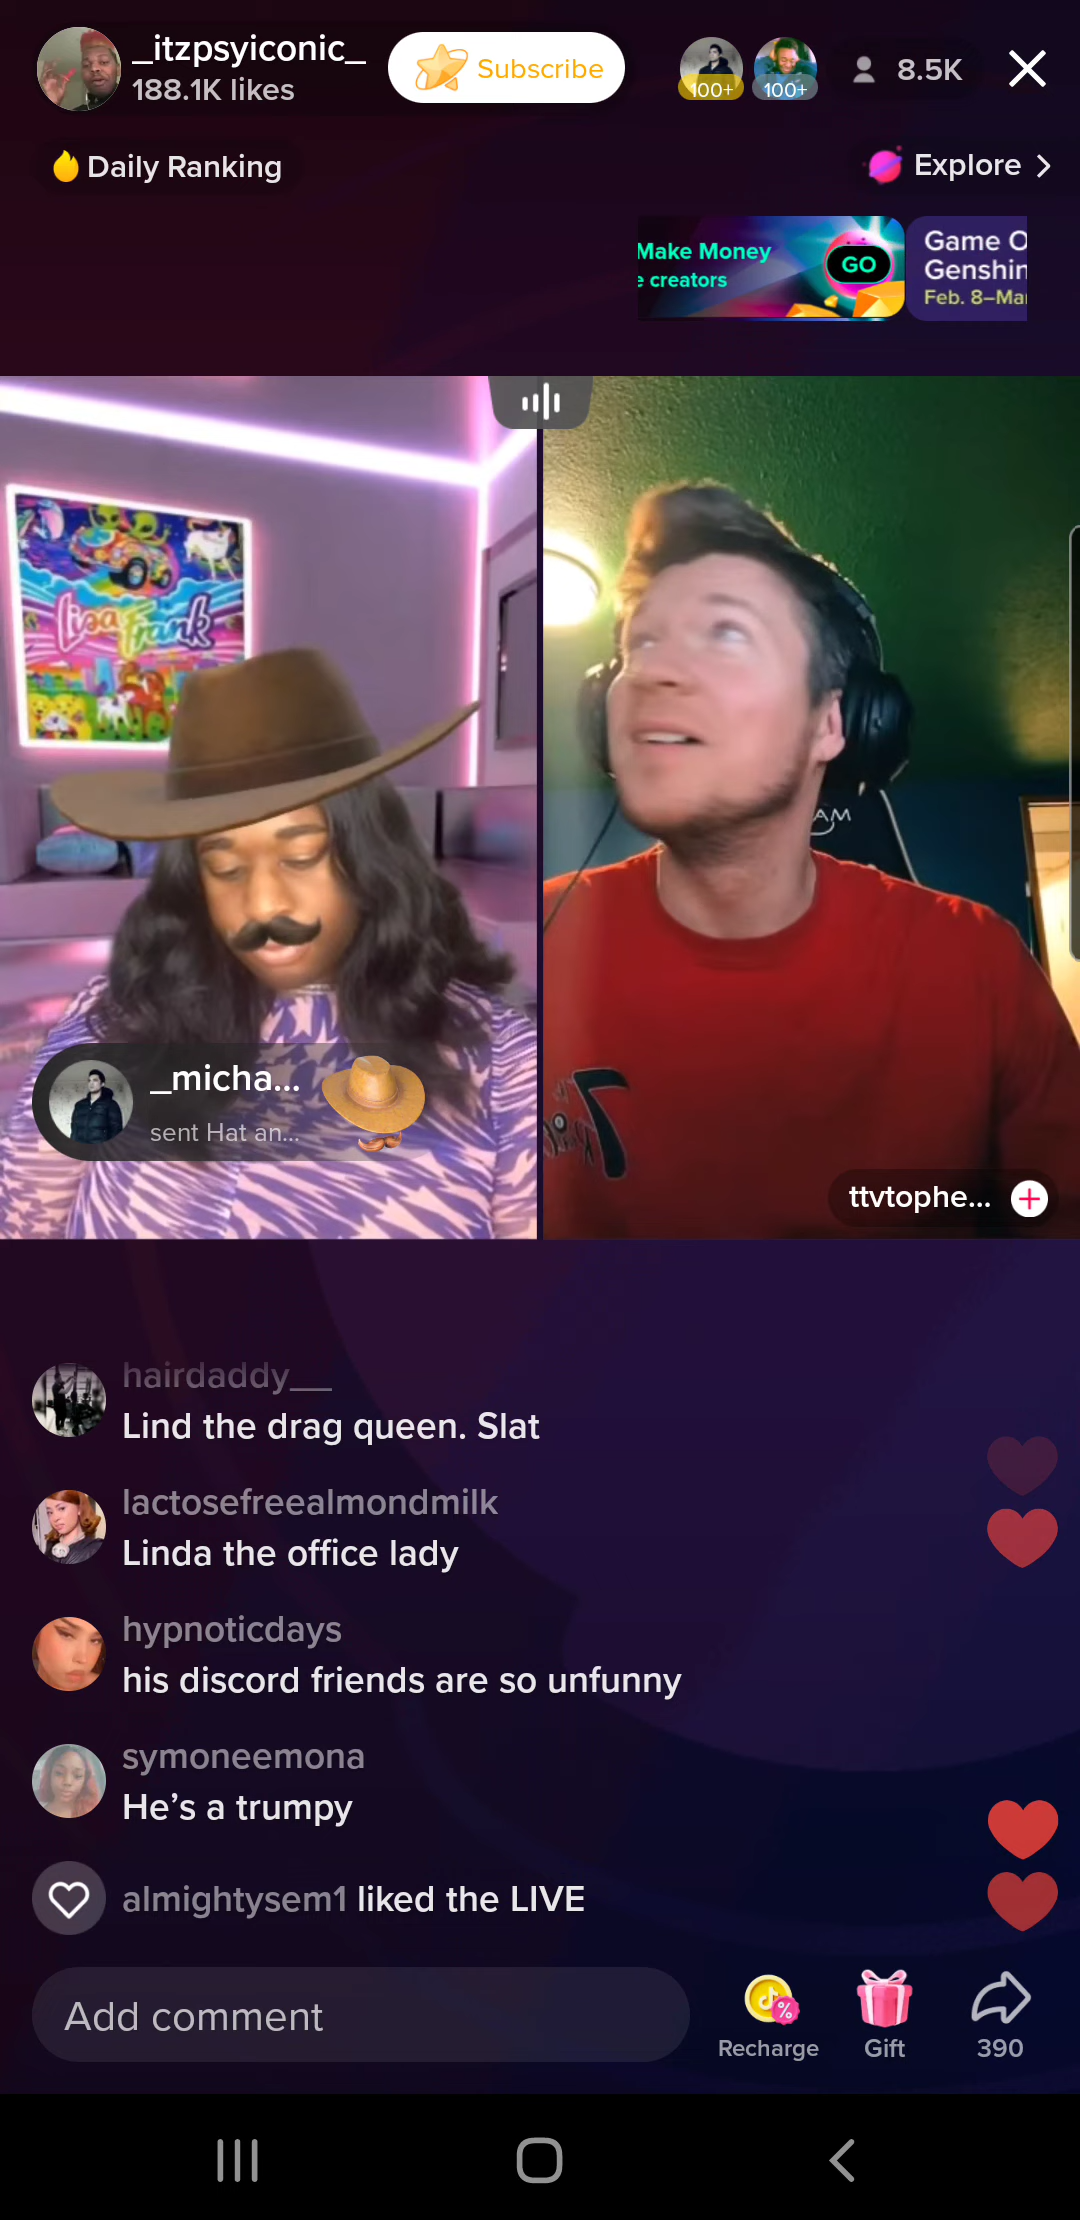 _itzpsyiconic_
188.1K likes
Subscribe
100+
100+
8.5K
Daily Ranking
Explore
Make Money
creators
GO
Game O
Genshin
Feb. 8–Mar
Lisa Frank
AM
_micha...
sent Hat an...
ttvtophe...
hairdaddy__
Lind the drag queen. Slat
lactosefreealmondmilk
Linda the office lady
hypnoticdays
his discord friends are so unfunny
symoneemona
He’s a trumpy
almightysem1 liked the LIVE
Add comment
Recharge
Gift
390